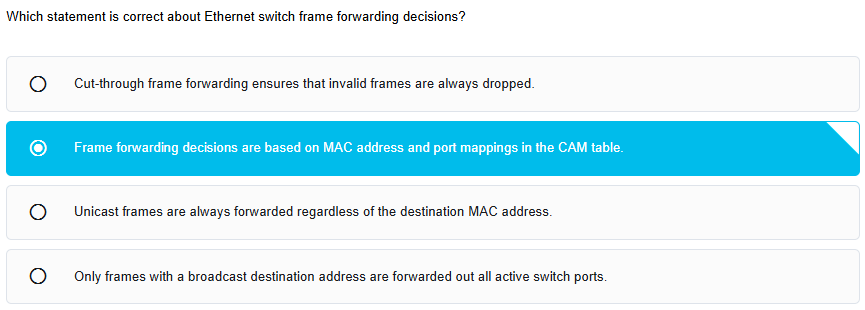 Which statement is correct about Ethernet switch frame forwarding decisions?
Cut-through frame forwarding ensures that invalid frames are always dropped.
Frame forwarding decisions are based on MAC address and port mappings in the CAM table.
Unicast frames are always forwarded regardless of the destination MAC address.
Only frames with a broadcast destination address are forwarded out all active switch ports.